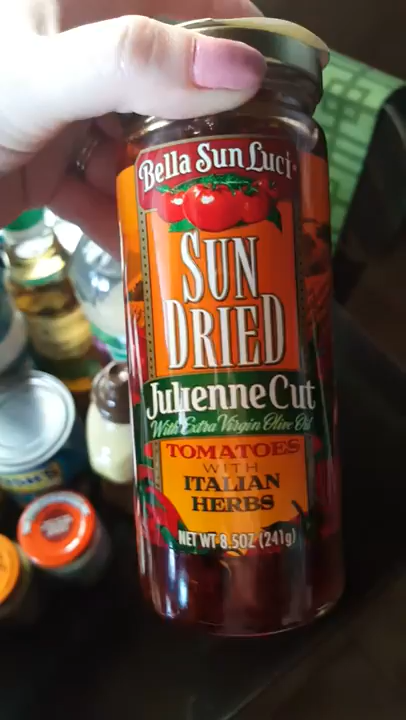 Bella Sun Luci
SUN
DRIED
Julienne Cut
With Extra Virgin Olive Oil
TOMATOES
WITH
ITALIAN
HERBS
NET WT 8.5OZ (241g)